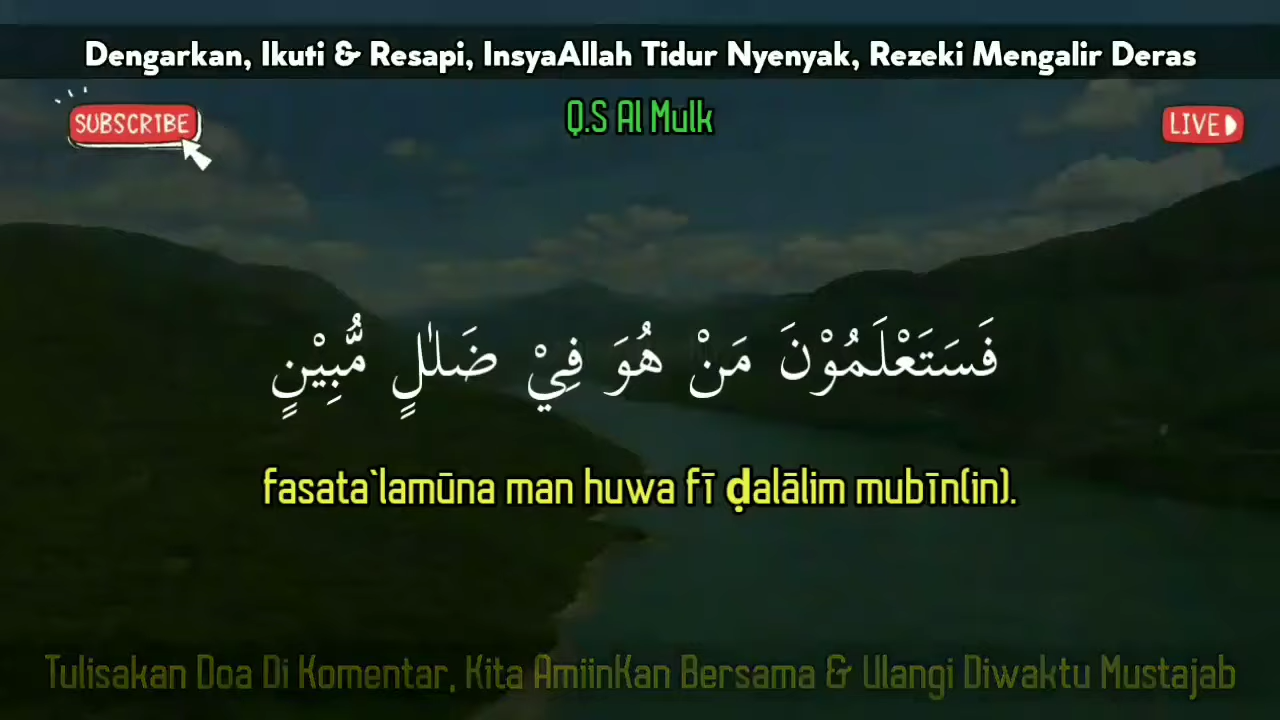 Dengarkan, Ikuti & Resapi, InsyaAllah Tidur Nyenyak, Rezeki Mengalir Deras
SUBSCRIBE
Q.S Al Mulk
LIVE
فَسَتَعْلَمُوْنَ مَنْ هُوَ فِيْ ضَلٰلٍ مُّبِيْنٍ
fasata`lamūna man huwa fī ḍalālim mubīn(in).
Tulisakan Doa Di Komentar, Kita AmiinKan Bersama & Ulangi Diwaktu Mustajab